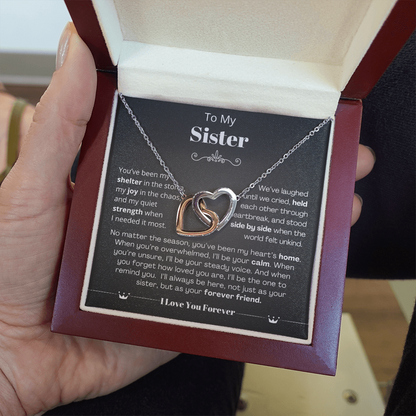 To My
Sister
You've been my
shelter in the storm,
my joy in the chaos,
and my quiet
strength when
I needed it most.
We've laughed
until we cried, held
each other through
heartbreak, and stood
side by side when the
world felt unkind.
No matter the season, you've been my heart's home.
When you're overwhelmed, I'll be your calm. When
you're unsure, I'll be your steady voice. And when
you forget how loved you are, I'll be the one to
remind you. I'll always be here, not just as your
sister, but as your forever friend.
I Love You Forever